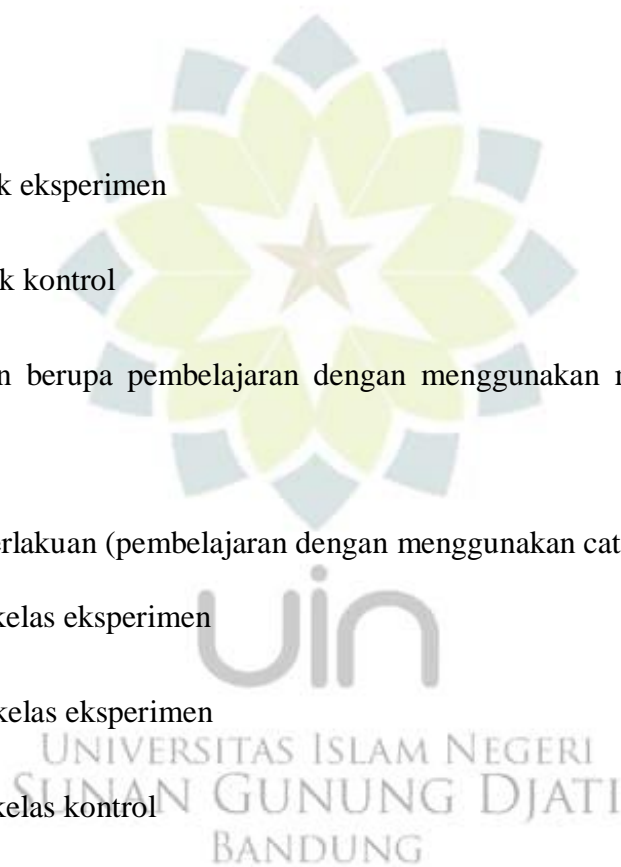 k eksperimen
k kontrol
n berupa pembelajaran dengan menggunakan
erlakuan (pembelajaran dengan menggunakan cat
kelas eksperimen
uin
kelas eksperimen
UNIVERSITAS ISLAM NEGERI
SUNAN GUNUNG DJATI
kelas kontrol
BANDUNG